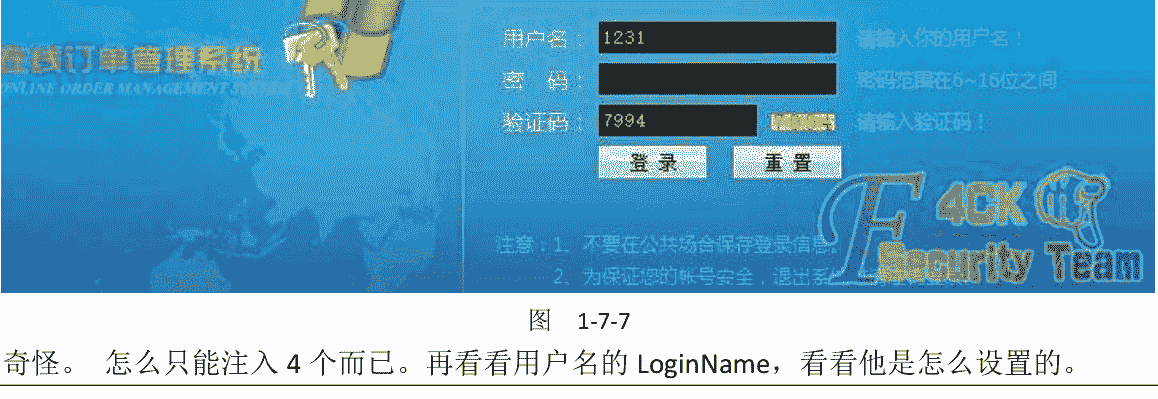 在线订单管理系统
ONLINE ORDER MANAGEMENT SYSTEM
用户名： 1231 请输入你的用户名！
密 码： 密码范围在6~16位之间
验证码： 7994 请输入验证码！
登 录 重 置
注意：1、不要在公共场合保存登录信息
2、为保证您的帐号安全，退出系
F4CK
Security Team
图 1-7-7
奇怪。 怎么只能注入 4 个而已。再看看用户名的 LoginName，看看他是怎么设置的。